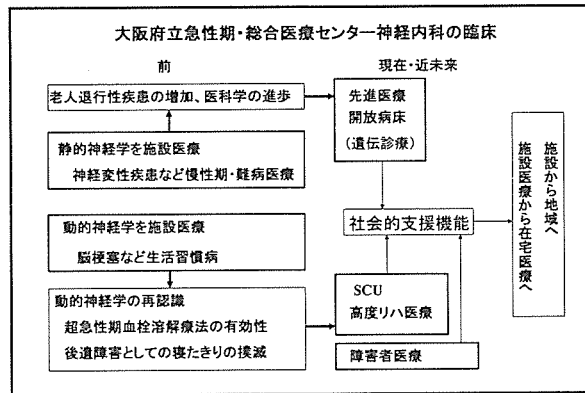 大阪府立急性期・総合医療センター神経内科の臨床
前
現在・近未来
老人退行性疾患の増加、医科学の進歩
先進医療
開放病床
(遺伝診療)
静的神経学を施設医療
神経変性疾患など慢性期・難病医療
動的神経学を施設医療
脳梗塞など生活習慣病
社会的支援機能
施設から地域へ
施設医療から在宅医療へ
動的神経学の再認識
超急性期血栓溶解療法の有効性
後遺障害としての寝たきりの撲滅
SCU
高度リハ医療
障害者医療